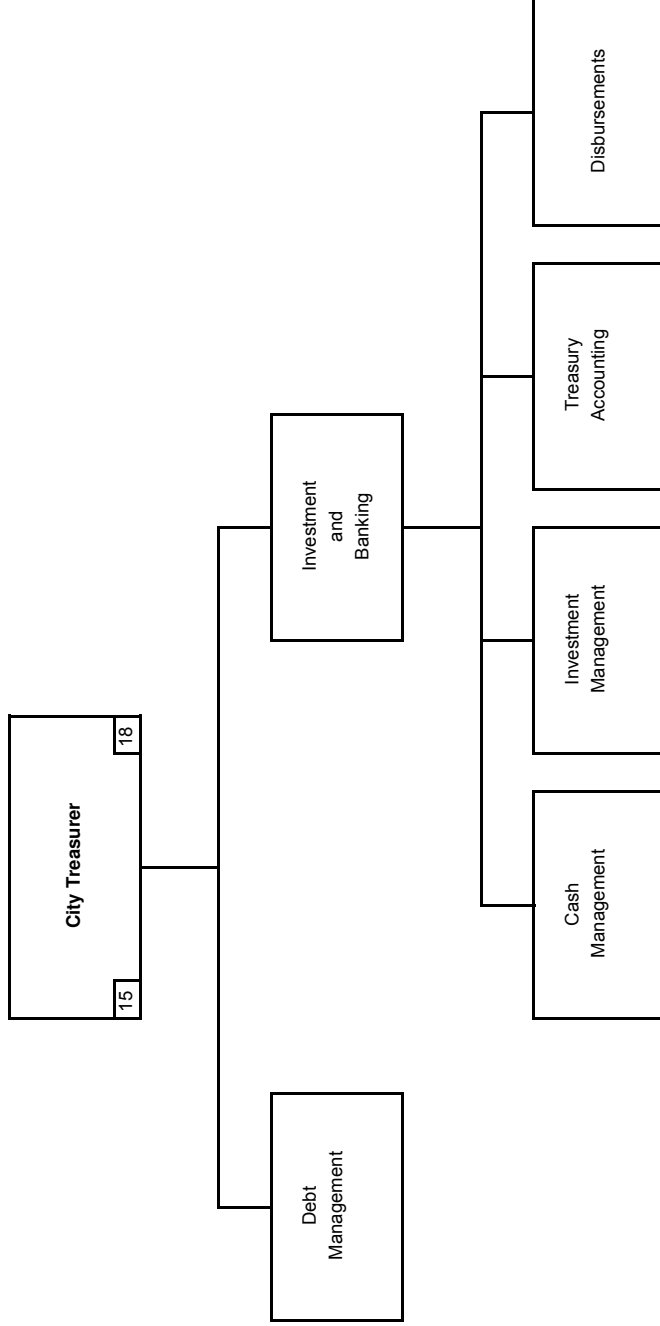 City Treasurer
15
18
Debt
Management
Investment
and
Banking
Cash
Management
Investment
Management
Treasury
Accounting
Disbursements